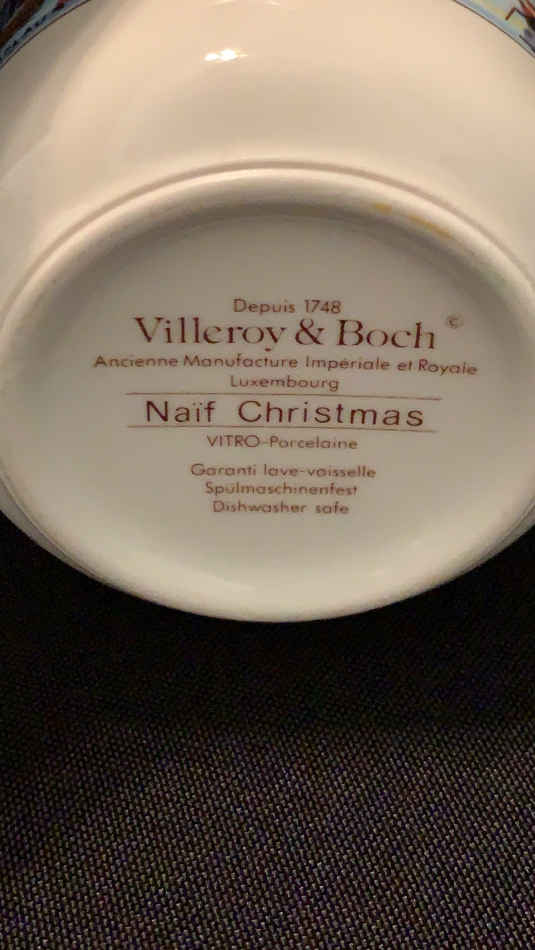 Depuis 1748
Villeroy & Boch ©
Ancienne Manufacture Impériale et Royale
Luxembourg
Naïf Christmas
VITRO-Porcelaine
Garanti lave-vaisselle
Spülmaschinenfest
Dishwasher safe